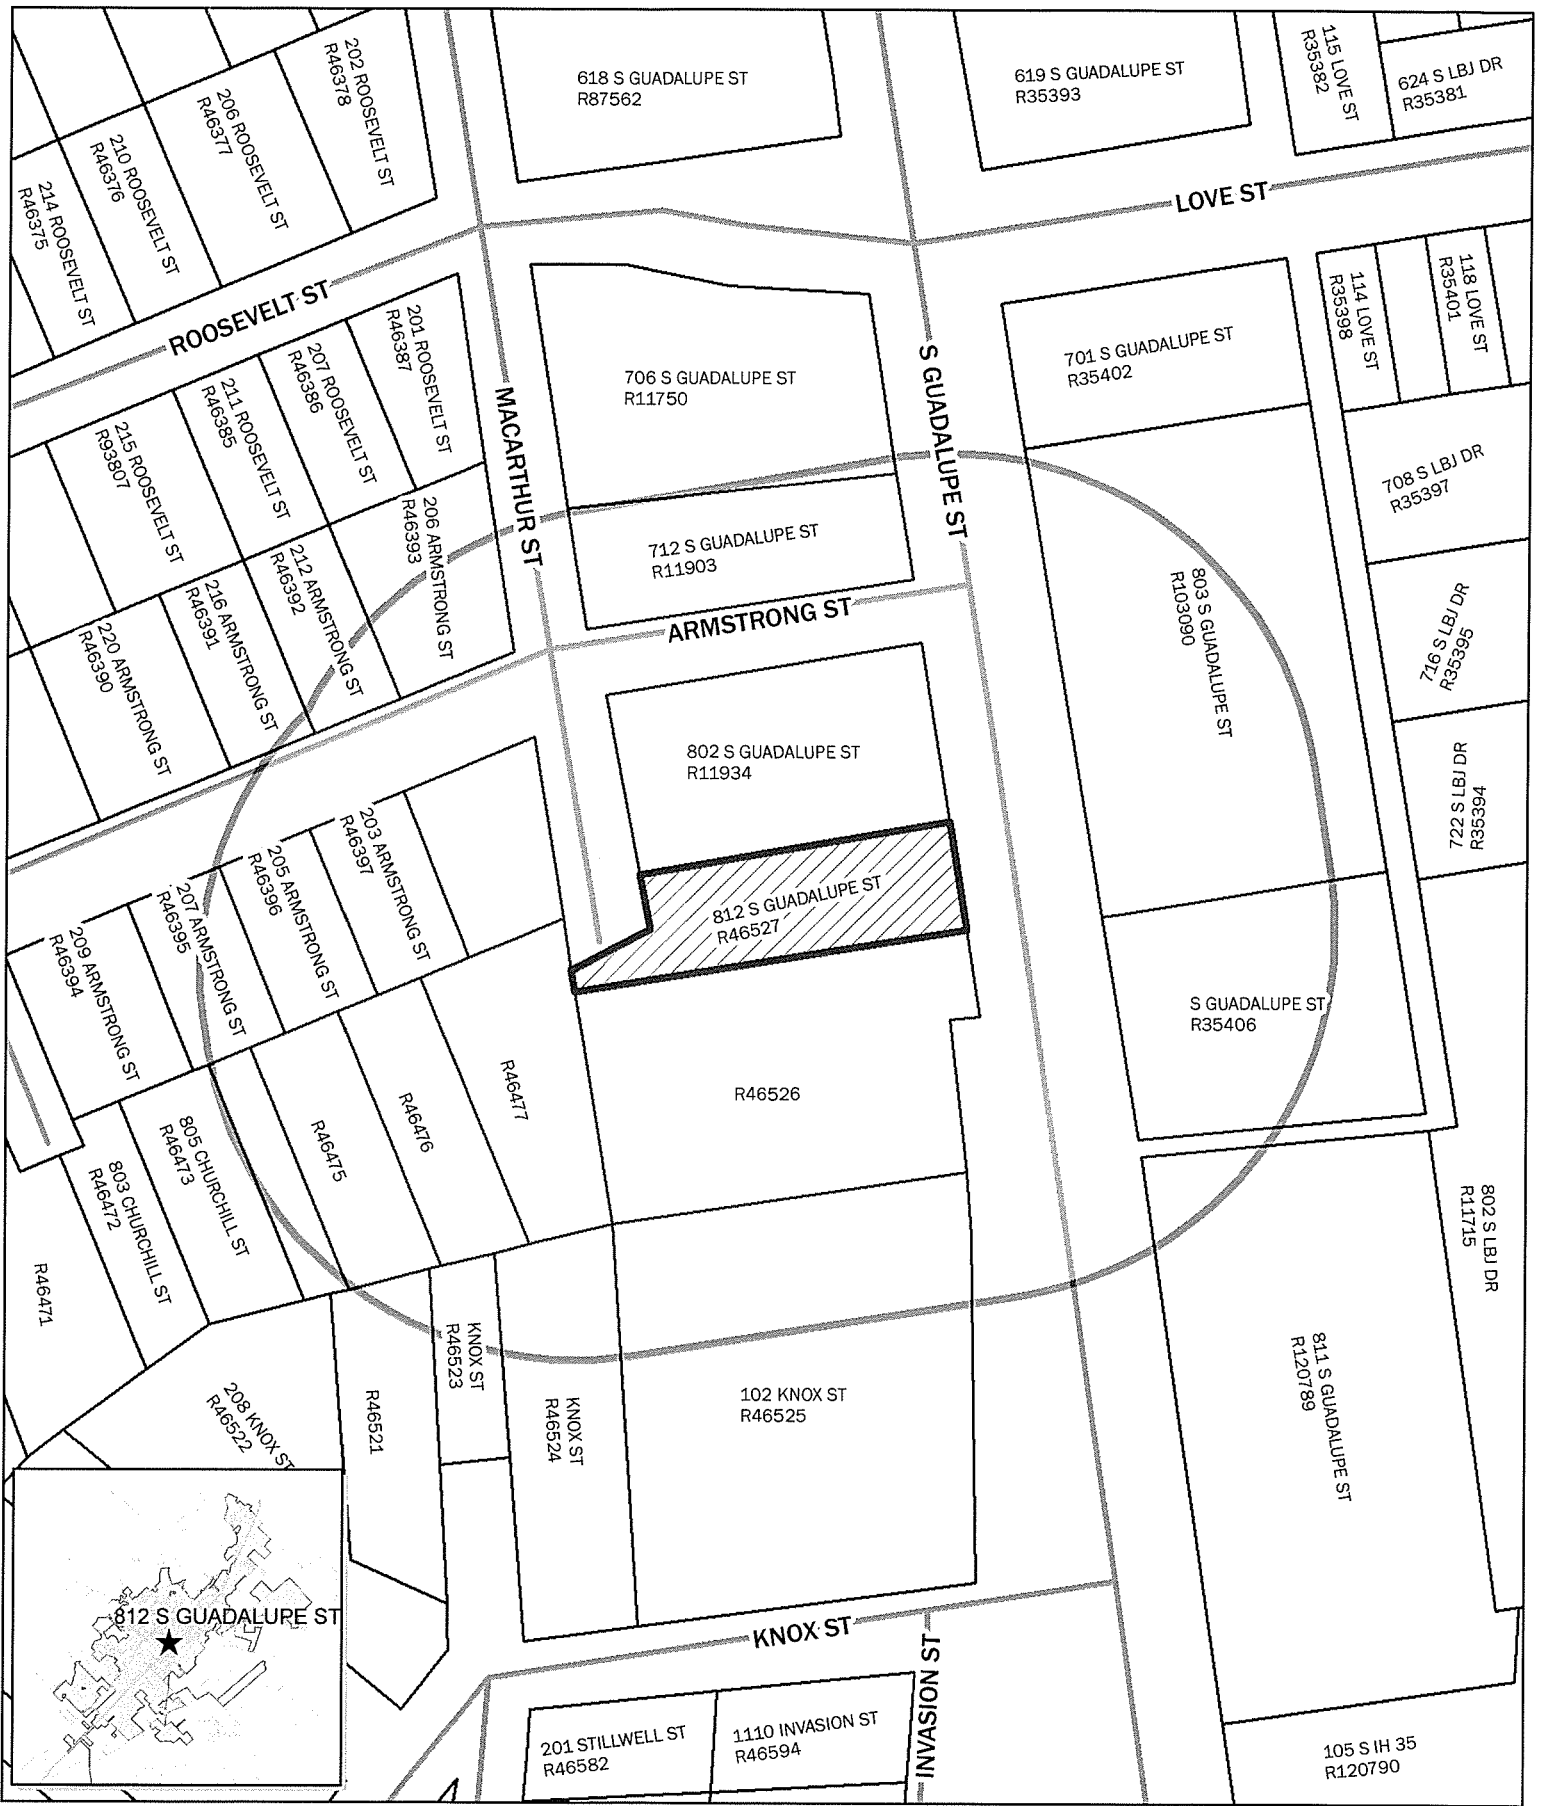 202 ROOSEVELT ST
R46378
206 ROOSEVELT ST
R46377
210 ROOSEVELT ST
R46376
214 ROOSEVELT ST
R46375
618 S GUADALUPE ST
R87562
619 S GUADALUPE ST
R35393
115 LOVE ST
R35382
624 S LBJ DR
R35381
LOVE ST
ROOSEVELT ST
201 ROOSEVELT ST
R46387
207 ROOSEVELT ST
R46386
211 ROOSEVELT ST
R46385
215 ROOSEVELT ST
R93807
MACARTHUR ST
706 S GUADALUPE ST
R11750
S GUADALUPE ST
701 S GUADALUPE ST
R35402
114 LOVE ST
R35398
118 LOVE ST
R35401
708 S LBJ DR
R35397
206 ARMSTRONG ST
R46393
212 ARMSTRONG ST
R46392
216 ARMSTRONG ST
R46391
220 ARMSTRONG ST
R46390
712 S GUADALUPE ST
R11903
ARMSTRONG ST
803 S GUADALUPE ST
R103090
716 S LBJ DR
R35395
722 S LBJ DR
R35394
802 S GUADALUPE ST
R11934
203 ARMSTRONG ST
R46397
205 ARMSTRONG ST
R46396
207 ARMSTRONG ST
R46395
209 ARMSTRONG ST
R46394
812 S GUADALUPE ST
R46527
S GUADALUPE ST
R35406
R46526
R46477
R46476
R46475
805 CHURCHILL ST
R46473
803 CHURCHILL ST
R46472
R46471
802 S LBJ DR
R11715
KNOX ST
R46523
KNOX ST
R46524
102 KNOX ST
R46525
R46521
208 KNOX ST
R46522
811 S GUADALUPE ST
R120789
812 S GUADALUPE ST
KNOX ST
INVASION ST
201 STILLWELL ST
R46582
1110 INVASION ST
R46594
105 S IH 35
R120790